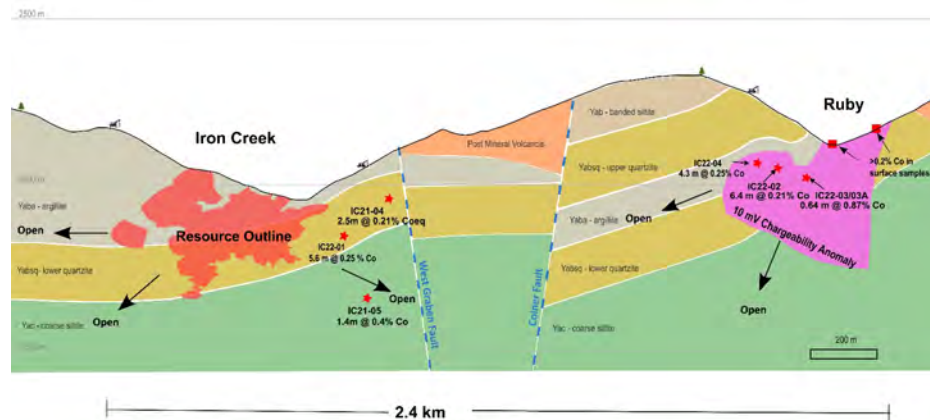 2500 m
Ruby
Iron Creek
Yab - banded siltite
Post Mineral Volcanics
Yabsq - upper quartzite
>0.2% Co in
surface samples
IC22-04
4.3 m @ 0.25% Co
IC22-02
6.4 m @ 0.21% Co
IC22-03/03A
0.64 m @ 0.87% Co
Yaba - argillite
IC21-04
2.5m @ 0.21% Coeq
Open
Resource Outline
Yaba - argillite
Open
10 mV Chargeability Anomaly
IC22-01
5.6 m @ 0.25 % Co
Yabsq - lower quartzite
Yabsq - lower quartzite
West Graben Fault
Colner Fault
Open
Open
IC21-05
1.4m @ 0.4% Co
Open
Yac - coarse siltite
Yac - coarse siltite
200 m
2.4 km